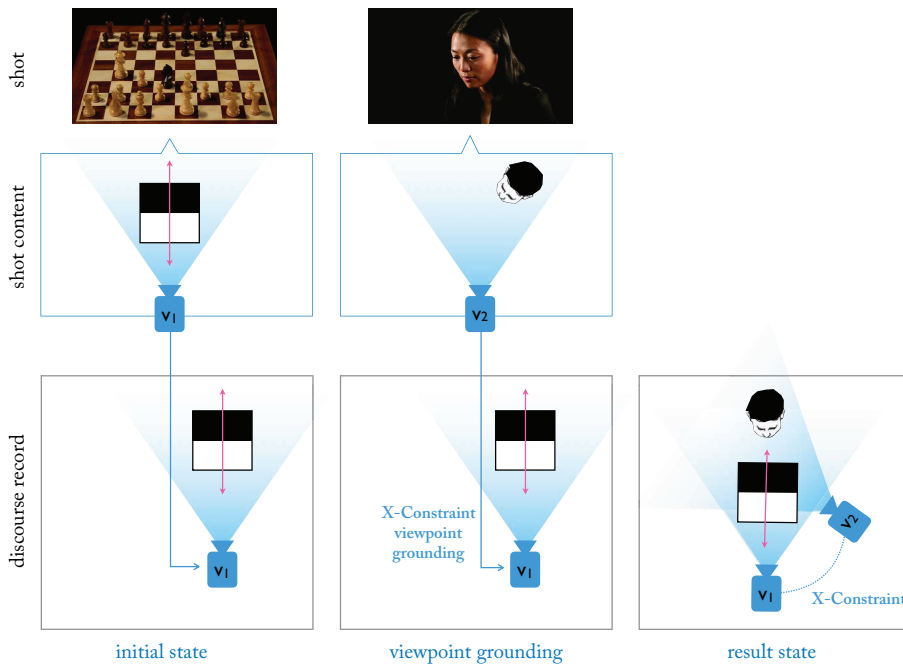 shot
shot content
V1
V2
discourse record
V1
X-Constraint
viewpoint
grounding
V1
V2
V1
X-Constraint
initial state
viewpoint grounding
result state